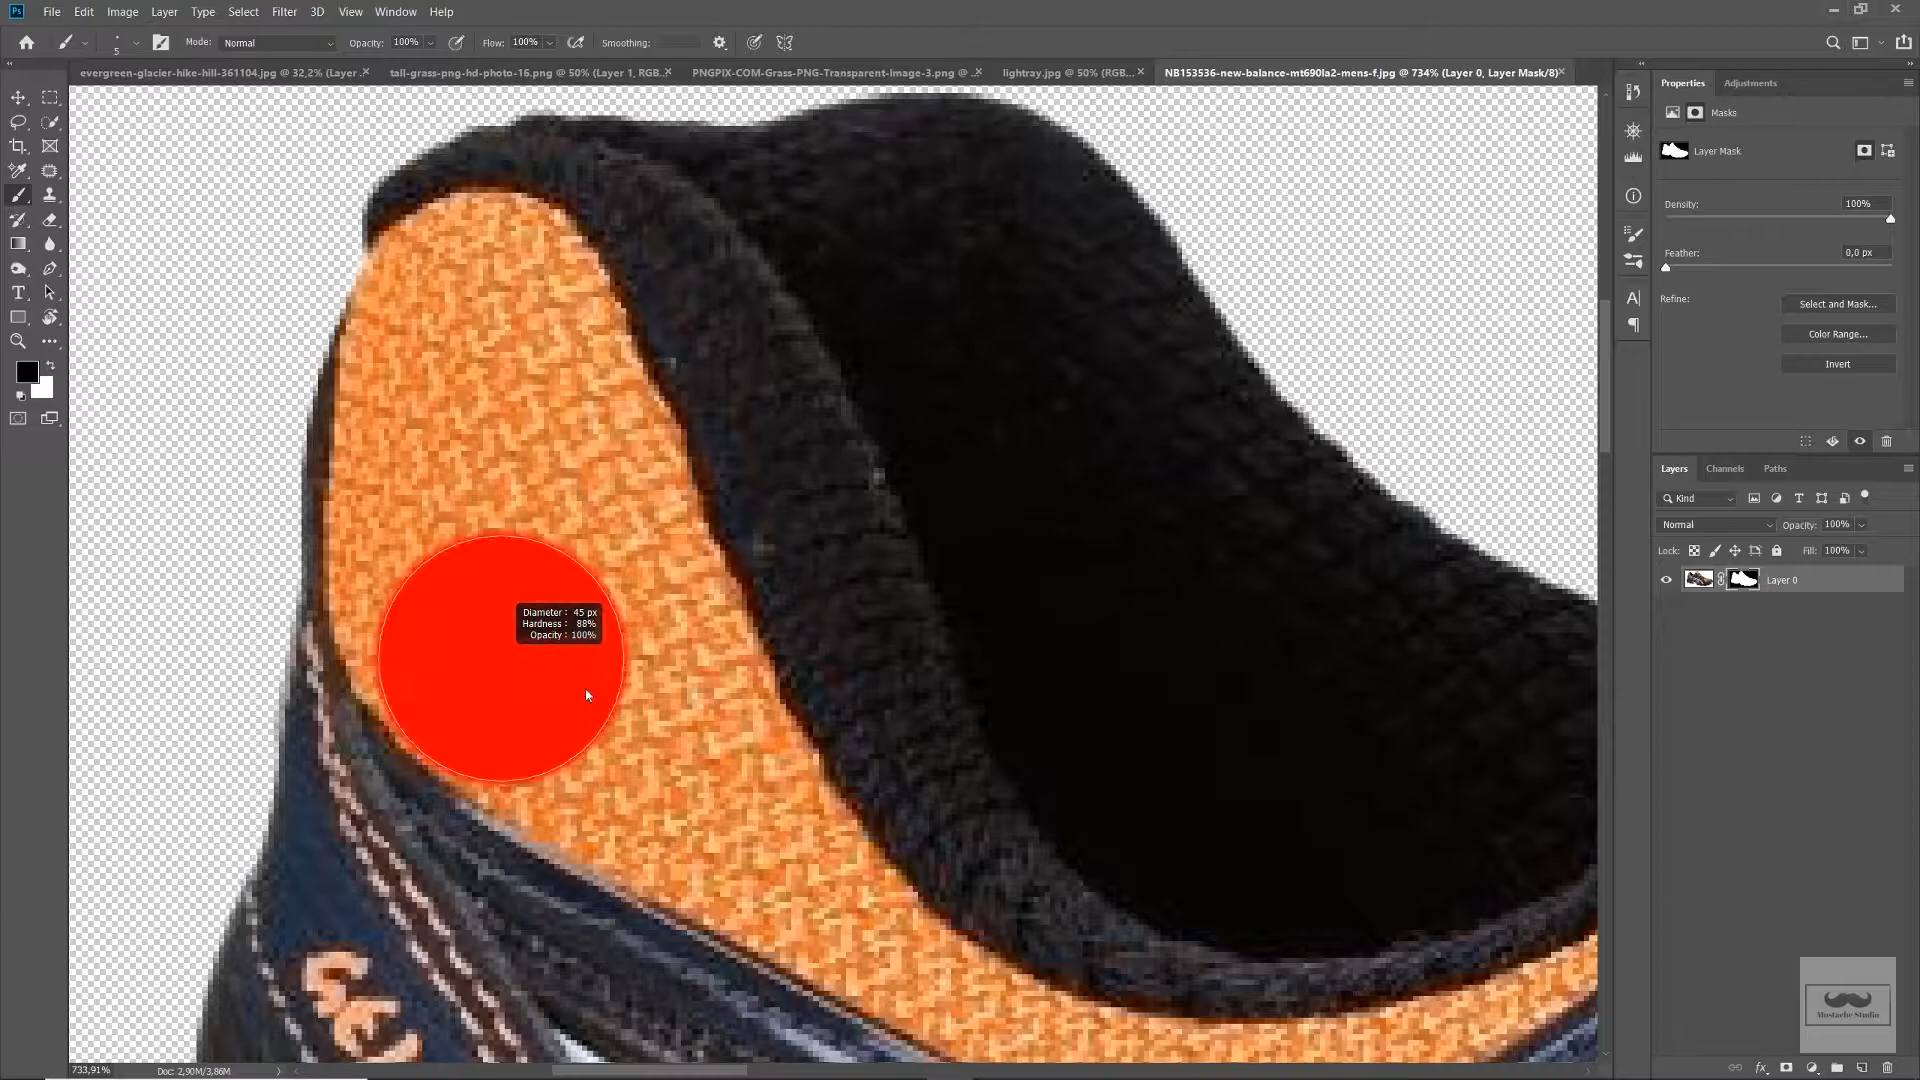 Ps File Edit Image Layer Type Select Filter 3D View Window Help
5 Mode: Normal Opacity: 100% Flow: 100% Smoothing:
evergreen-glacier-hike-hill-361104.jpg @ 32,2% (Layer ... tall-grass-png-hd-photo-16.png @ 50% (Layer 1, RGB... PNGPIX-COM-Grass-PNG-Transparent-Image-3.png @ ... lightray.jpg @ 50% (RGB... NB153536-new-balance-mt690la2-mens-f.jpg @ 734% (Layer 0, Layer Mask/8)
Properties Adjustments
Masks
Layer Mask
Density: 100%
Feather: 0,0 px
Refine: Select and Mask...
Color Range...
Invert
Layers Channels Paths
Kind
Normal Opacity: 100%
Lock: Fill: 100%
Layer 0
Diameter: 45 px
Hardness: 88%
Opacity: 100%
Mustache Studio
733,91% Doc: 2,90M/3,86M